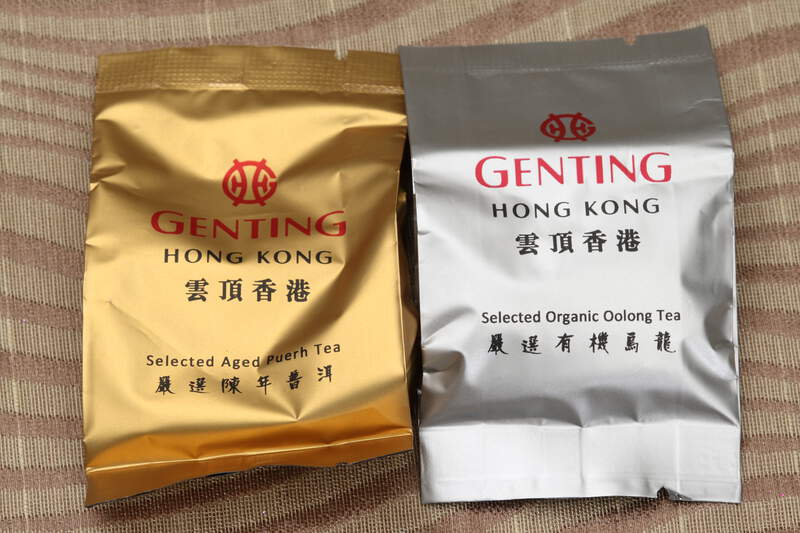 GENTING
HONG KONG
雲頂香港
Selected Aged Puerh Tea
嚴選陳年普洱
GENTING
HONG KONG
雲頂香港
Selected Organic Oolong Tea
嚴選有機烏龍